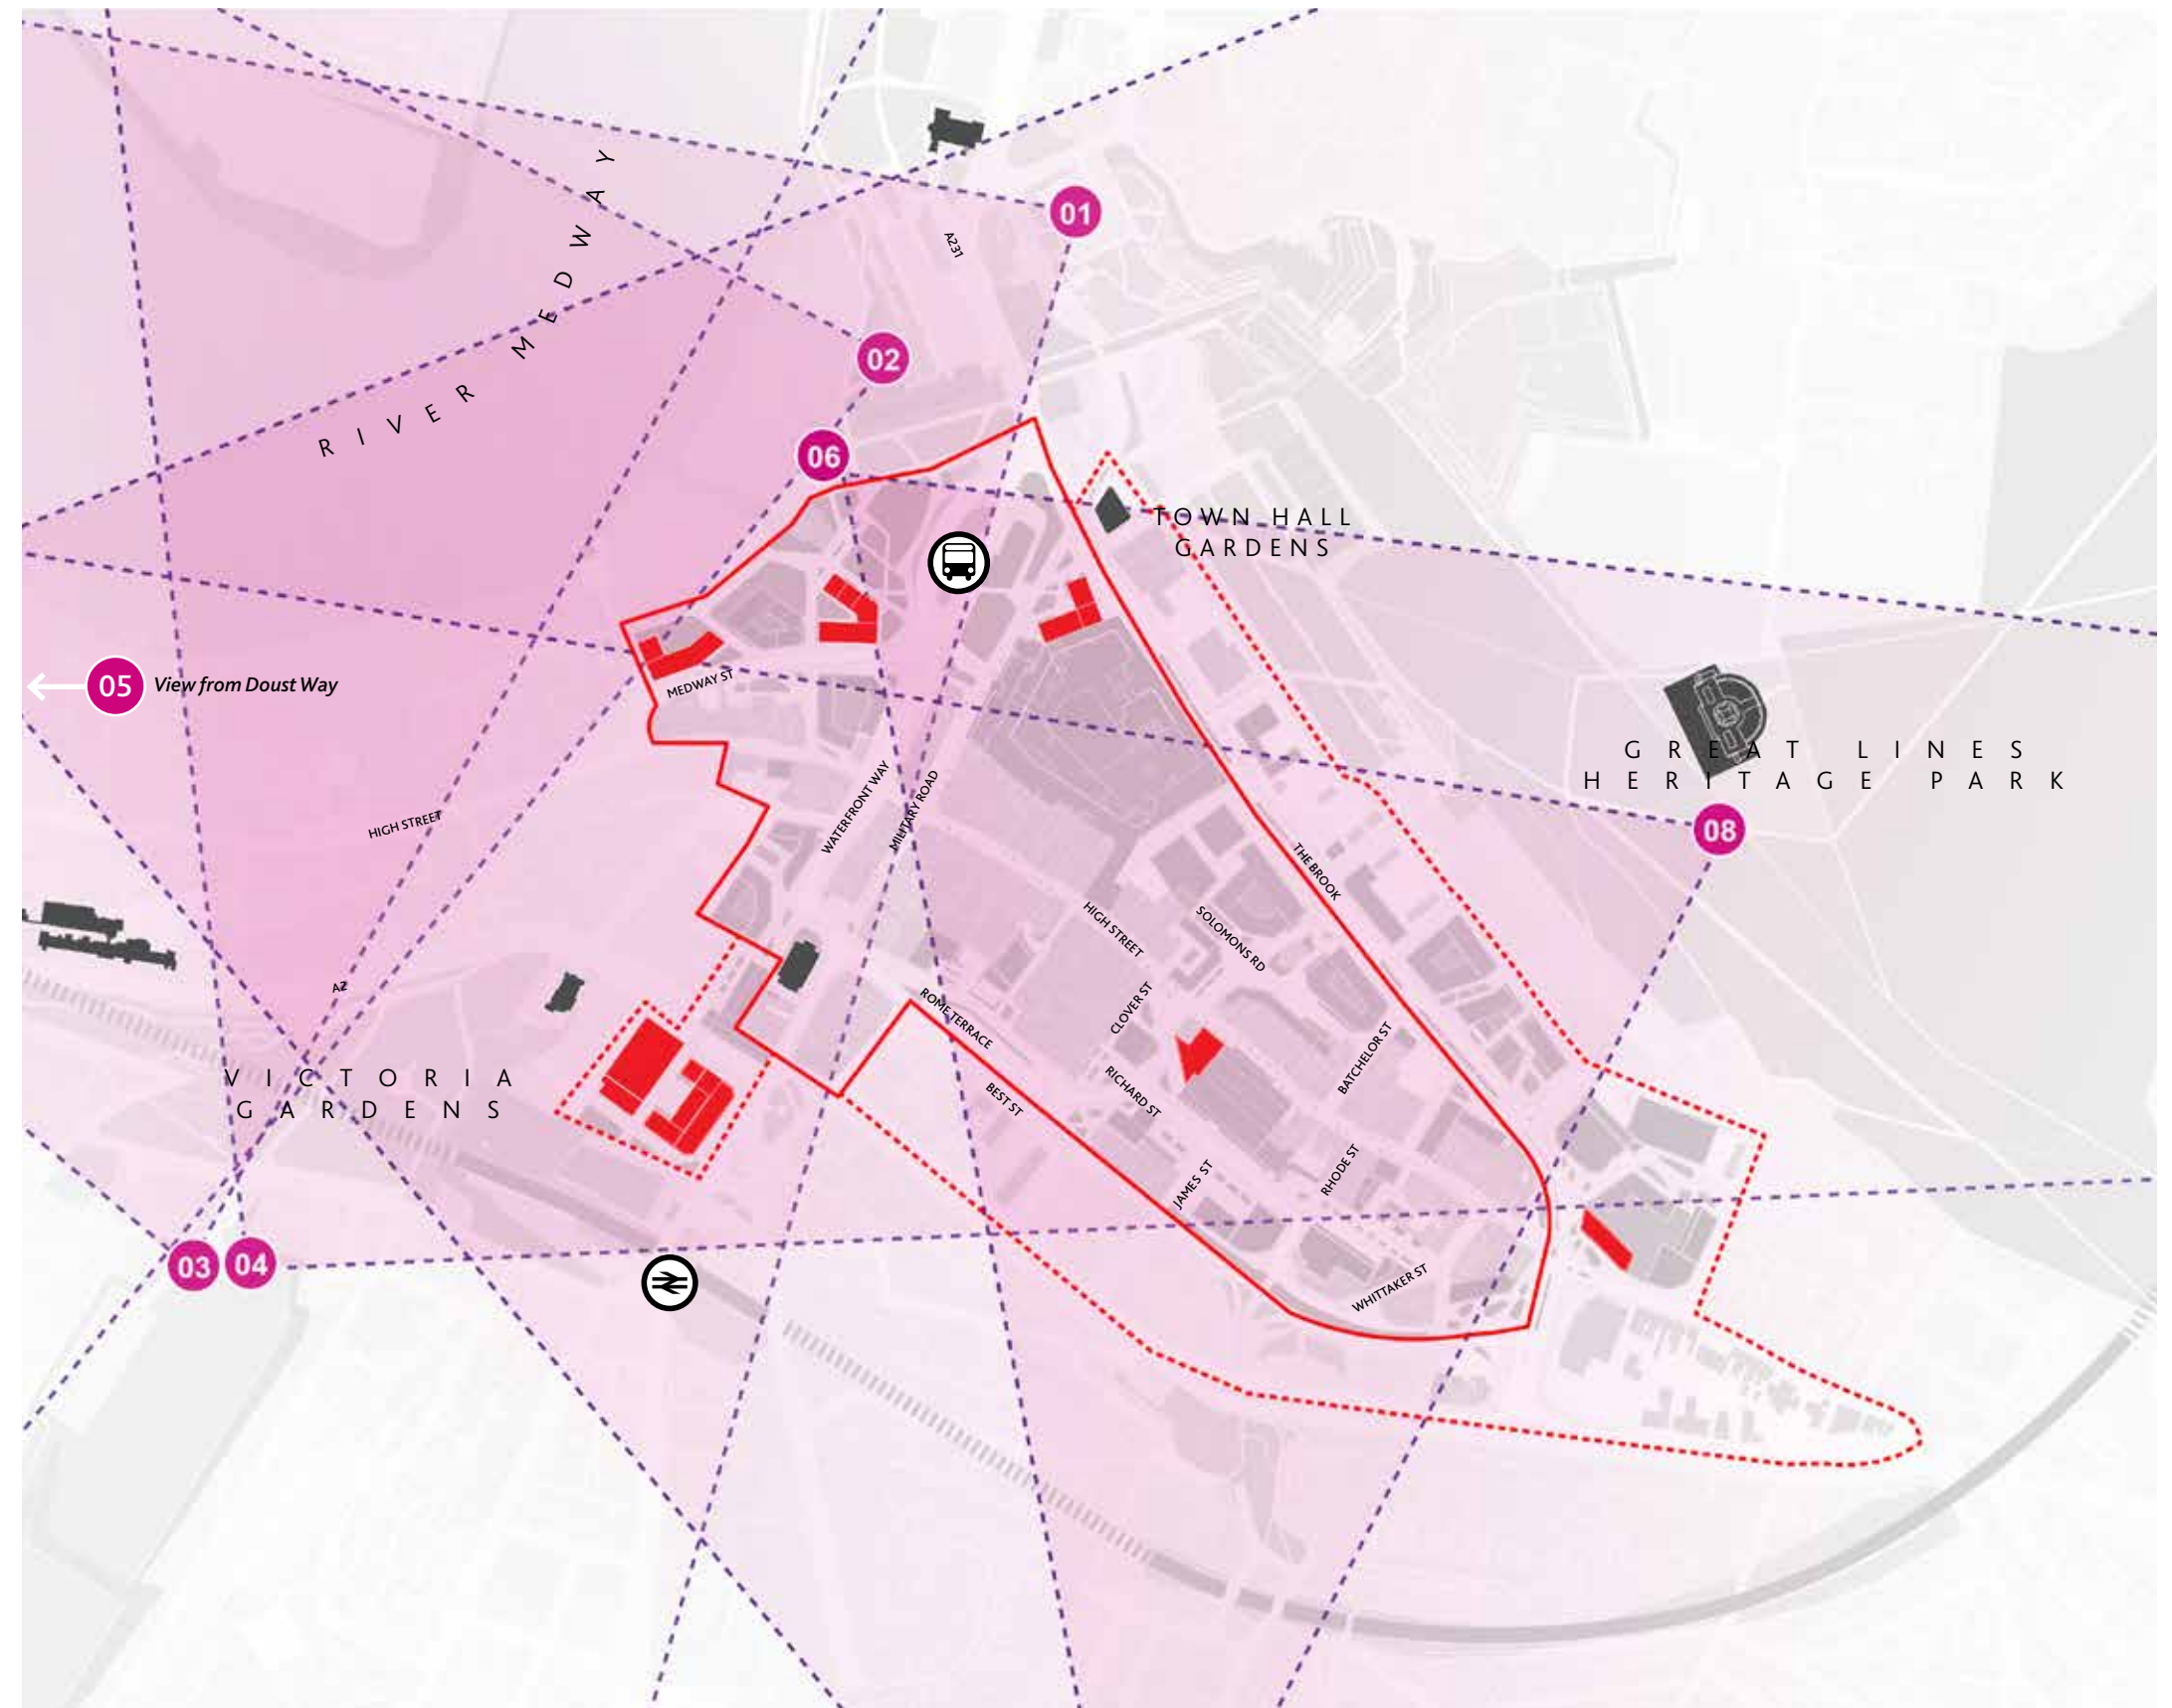 RIVER MEDWAY
01
A231
02
06
TOWN HALL
GARDENS
05
View from Doust Way
MEDWAY ST
GREAT LINES
HERITAGE PARK
WATERFRONT WAY
MILITARY ROAD
HIGH STREET
08
THE BROOK
HIGH STREET
SOLOMONS RD
A2
CLOVER ST
ROME TERRACE
BATCHELOR ST
VICTORIA
GARDENS
BEST ST
RICHARD ST
JAMES ST
RHODE ST
03
04
WHITTAKER ST